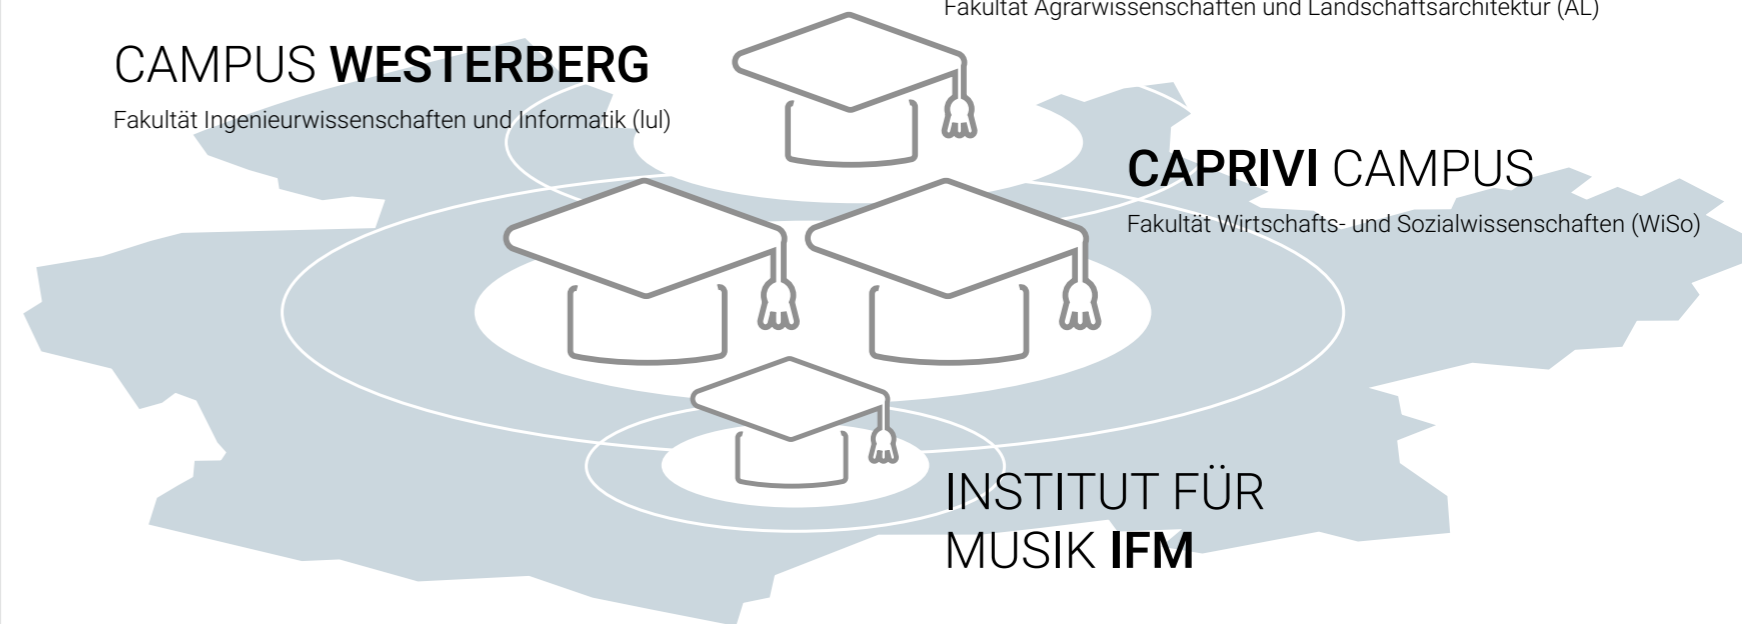 Fakultät Agrarwissenschaften und Landschaftsarchitektur (AL)
CAMPUS WESTERBERG
Fakultät Ingenieurwissenschaften und Informatik (IuI)
CAPRIVI CAMPUS
Fakultät Wirtschafts- und Sozialwissenschaften (WiSo)
INSTITUT FÜR
MUSIK IFM